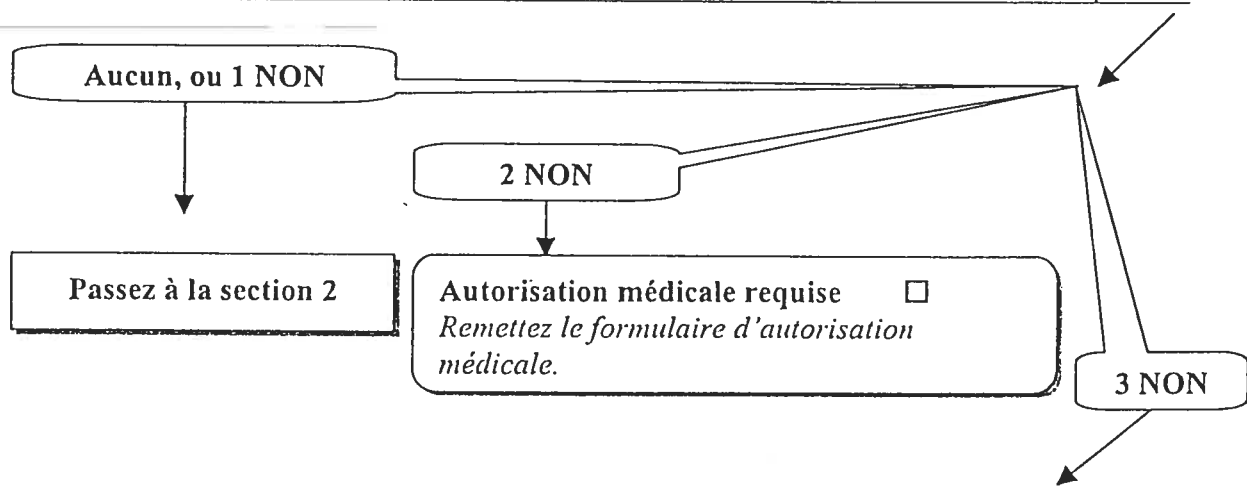 Aucun, ou 1 NON
2 NON
Passez à la section 2
Autorisation médicale requise ☐
Remettez le formulaire d'autorisation
médicale.
3 NON